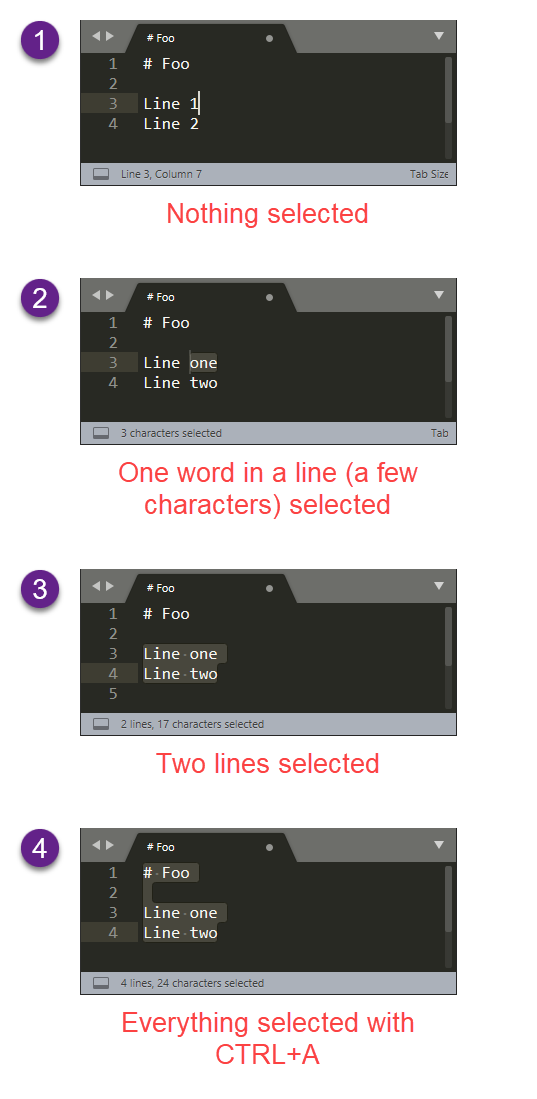 1
# Foo
1 # Foo
2
3 Line 1
4 Line 2
Line 3, Column 7 Tab Size
Nothing selected
2
# Foo
1 # Foo
2
3 Line one
4 Line two
3 characters selected Tab
One word in a line (a few
characters) selected
3
# Foo
1 # Foo
2
3 Line one
4 Line two
5
2 lines, 17 characters selected
Two lines selected
4
# Foo
1 # Foo
2
3 Line one
4 Line two
4 lines, 24 characters selected
Everything selected with
CTRL+A